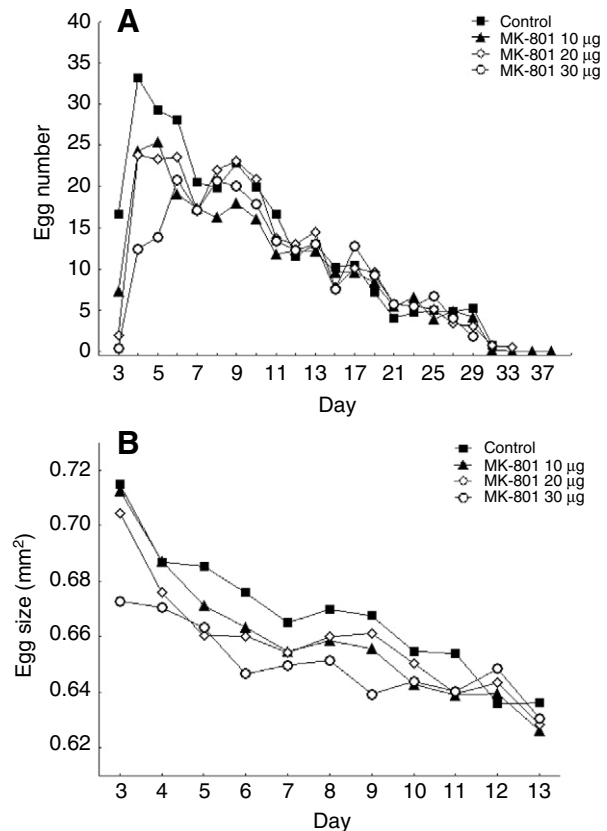 A
40
35
30
25
20
15
10
5
0
Egg number
Control
MK-801 10 μg
MK-801 20 μg
MK-801 30 μg
3 5 7 9 11 13 17 21 25 29 33 37
Day
B
0.72
0.70
0.68
0.66
0.64
0.62
Egg size (mm²)
Control
MK-801 10 μg
MK-801 20 μg
MK-801 30 μg
3 4 5 6 7 8 9 10 11 12 13
Day